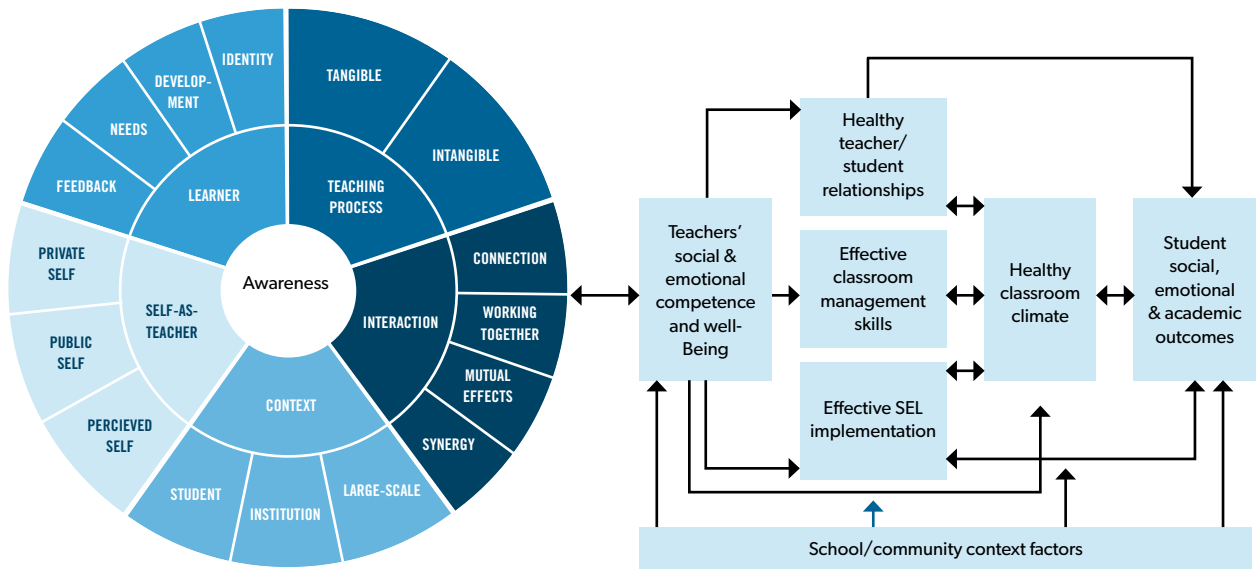 IDENTITY
DEVELOP-
MENT
NEEDS
FEEDBACK
LEARNER
TANGIBLE
INTANGIBLE
TEACHING
PROCESS
PRIVATE
SELF
PUBLIC
SELF
PERCIEVED
SELF
SELF-AS-
TEACHER
Awareness
INTERACTION
CONNECTION
WORKING
TOGETHER
MUTUAL
EFFECTS
SYNERGY
CONTEXT
STUDENT
INSTITUTION
LARGE-SCALE
Teachers’
social &
emotional
competence
and well-
Being
Healthy
teacher/
student
relationships
Effective
classroom
management
skills
Effective SEL
implementation
Healthy
classroom
climate
Student
social,
emotional
& academic
outcomes
School/community context factors